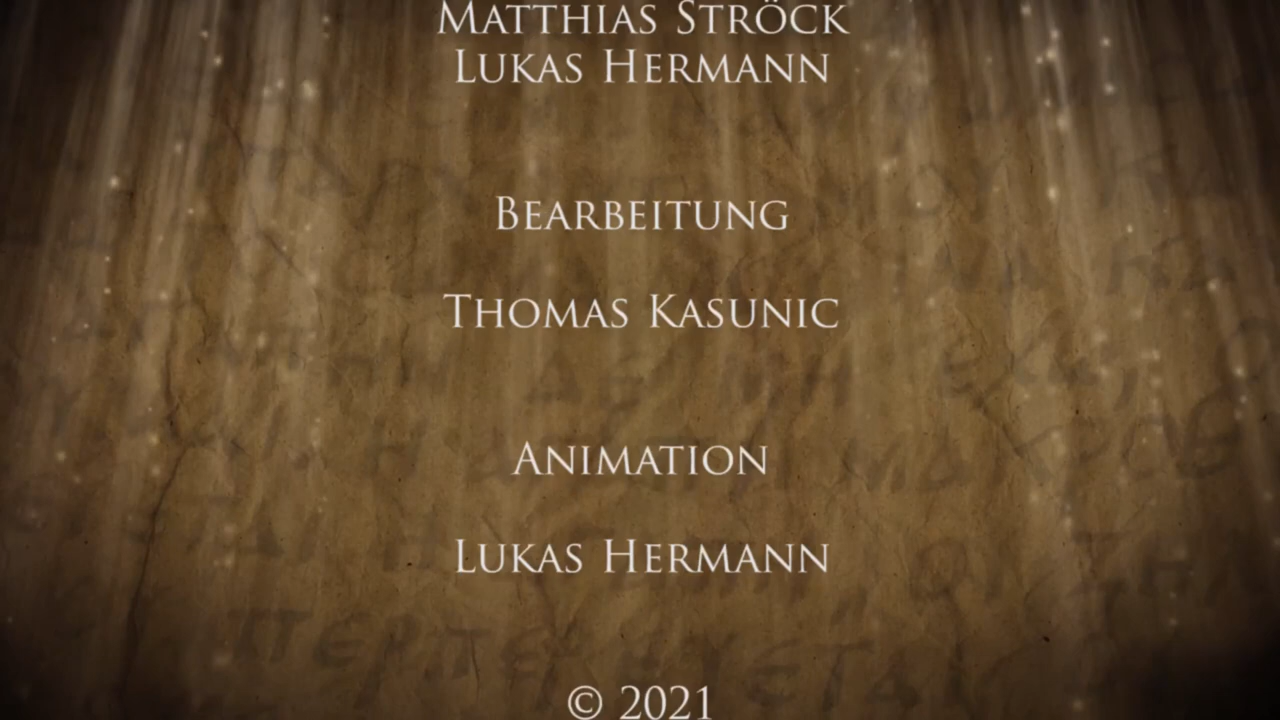 Matthias Ströck
Lukas Hermann
Bearbeitung
Thomas Kasunic
Animation
Lukas Hermann
© 2021